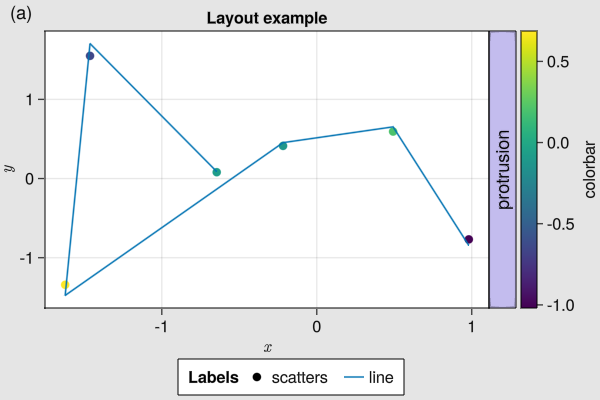 (a)
Layout example
y
1
0
-1
-1 0 1
x
protrusion
0.5
0.0
-0.5
-1.0
colorbar
Labels scatters line